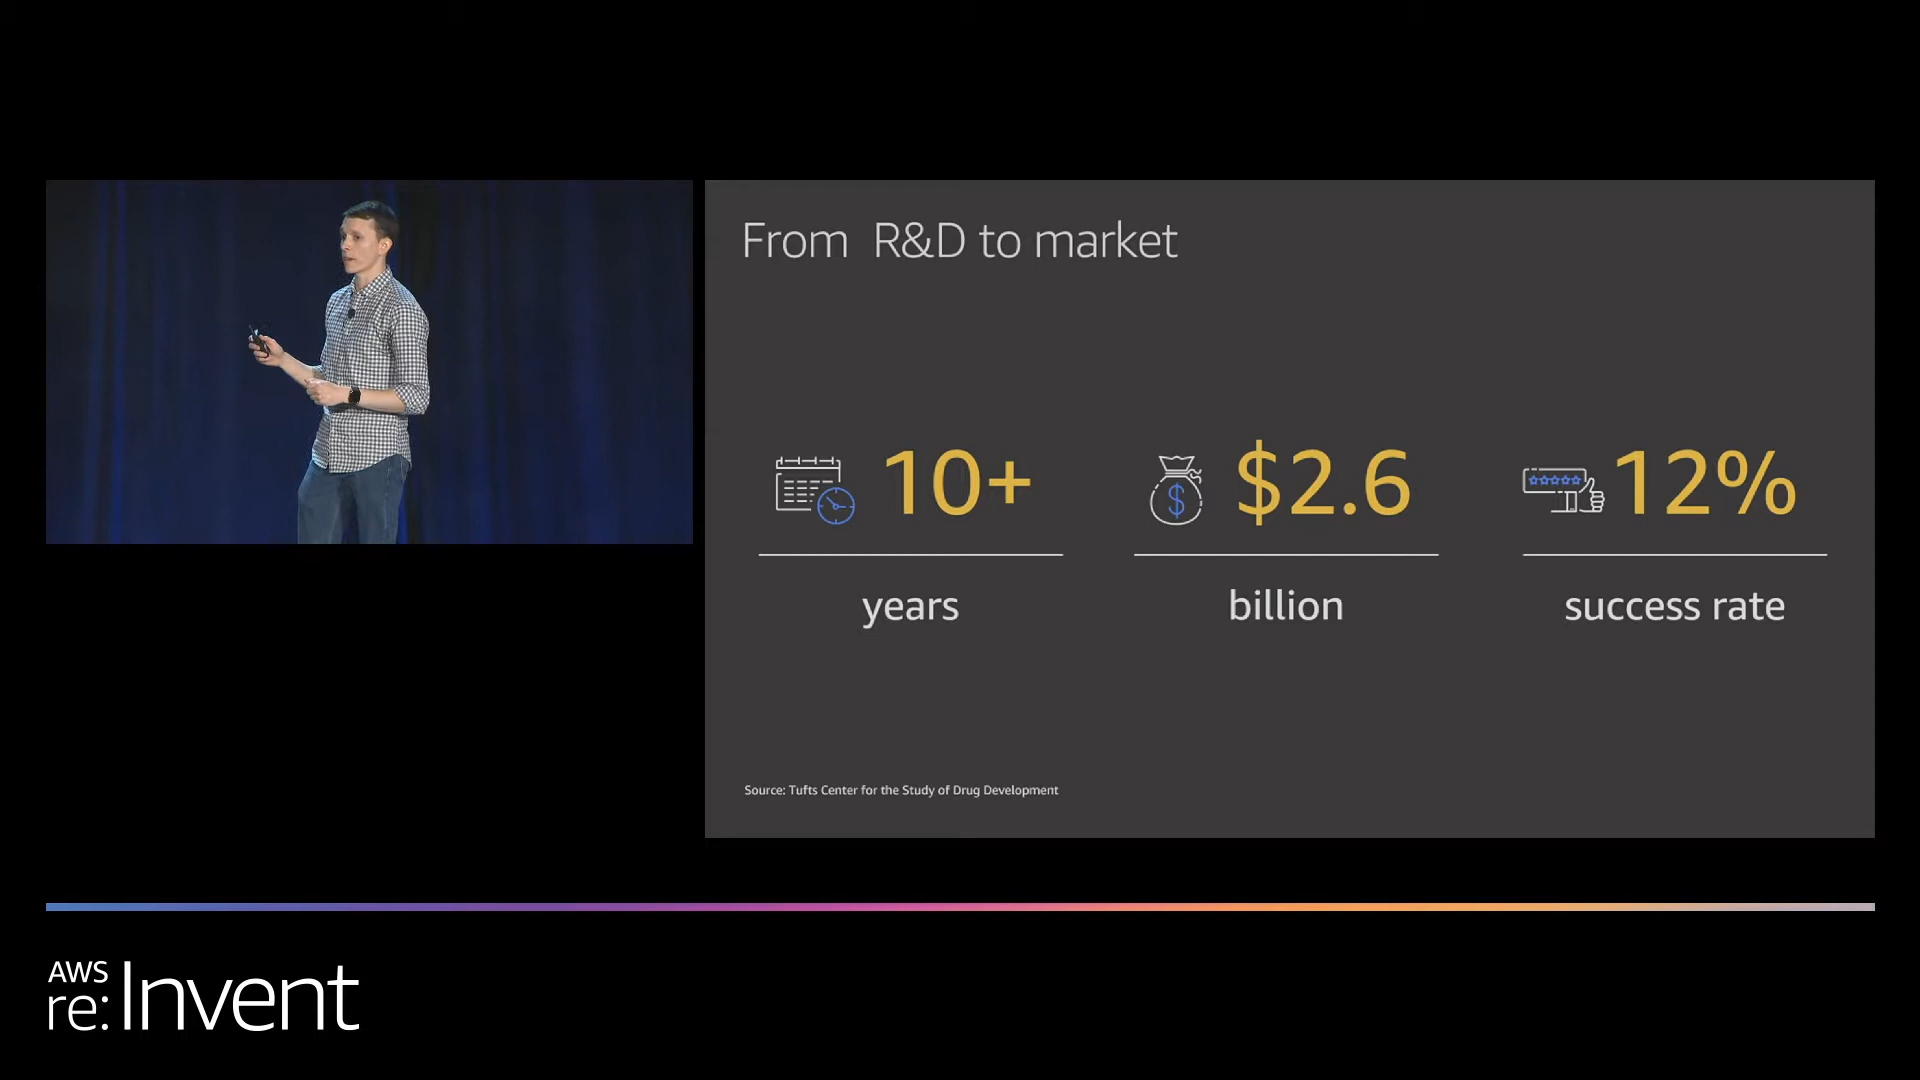 From R&D to market
10+
years
$2.6
billion
12%
success rate
Source: Tufts Center for the Study of Drug Development
AWS
re:Invent